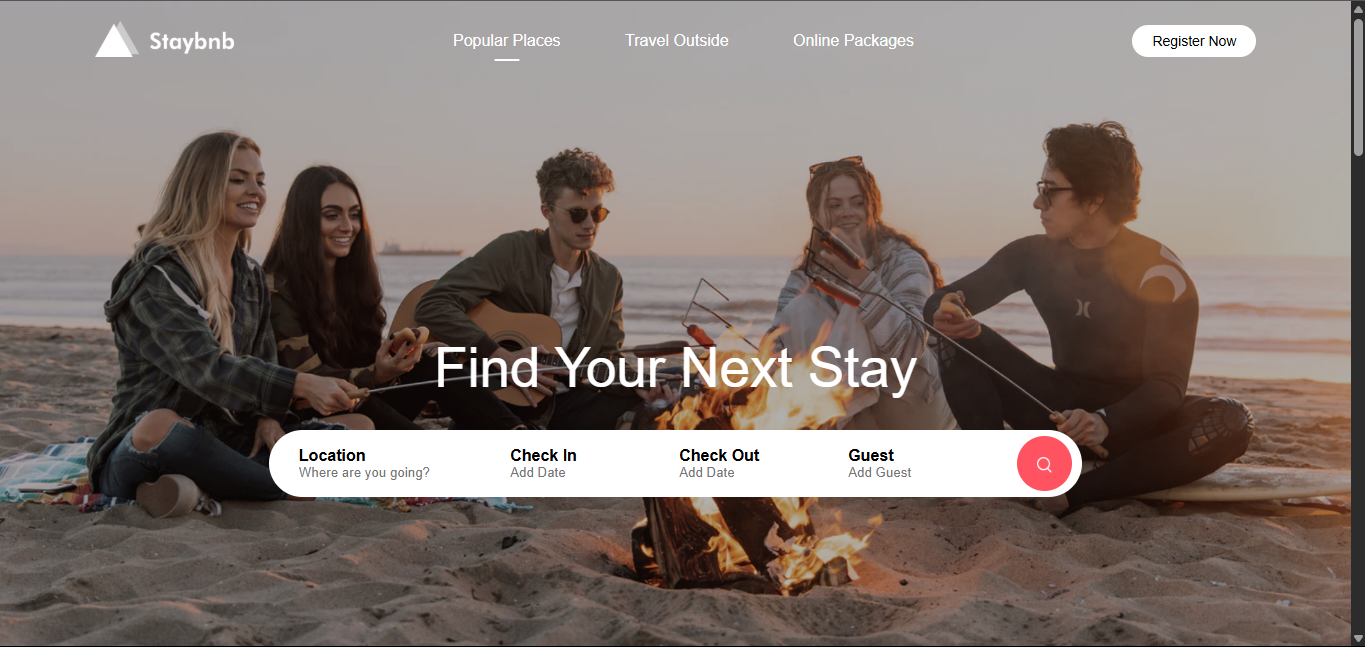 Staybnb
Popular Places
Travel Outside
Online Packages
Register Now
Find Your Next Stay
Location
Where are you going?
Check In
Add Date
Check Out
Add Date
Guest
Add Guest